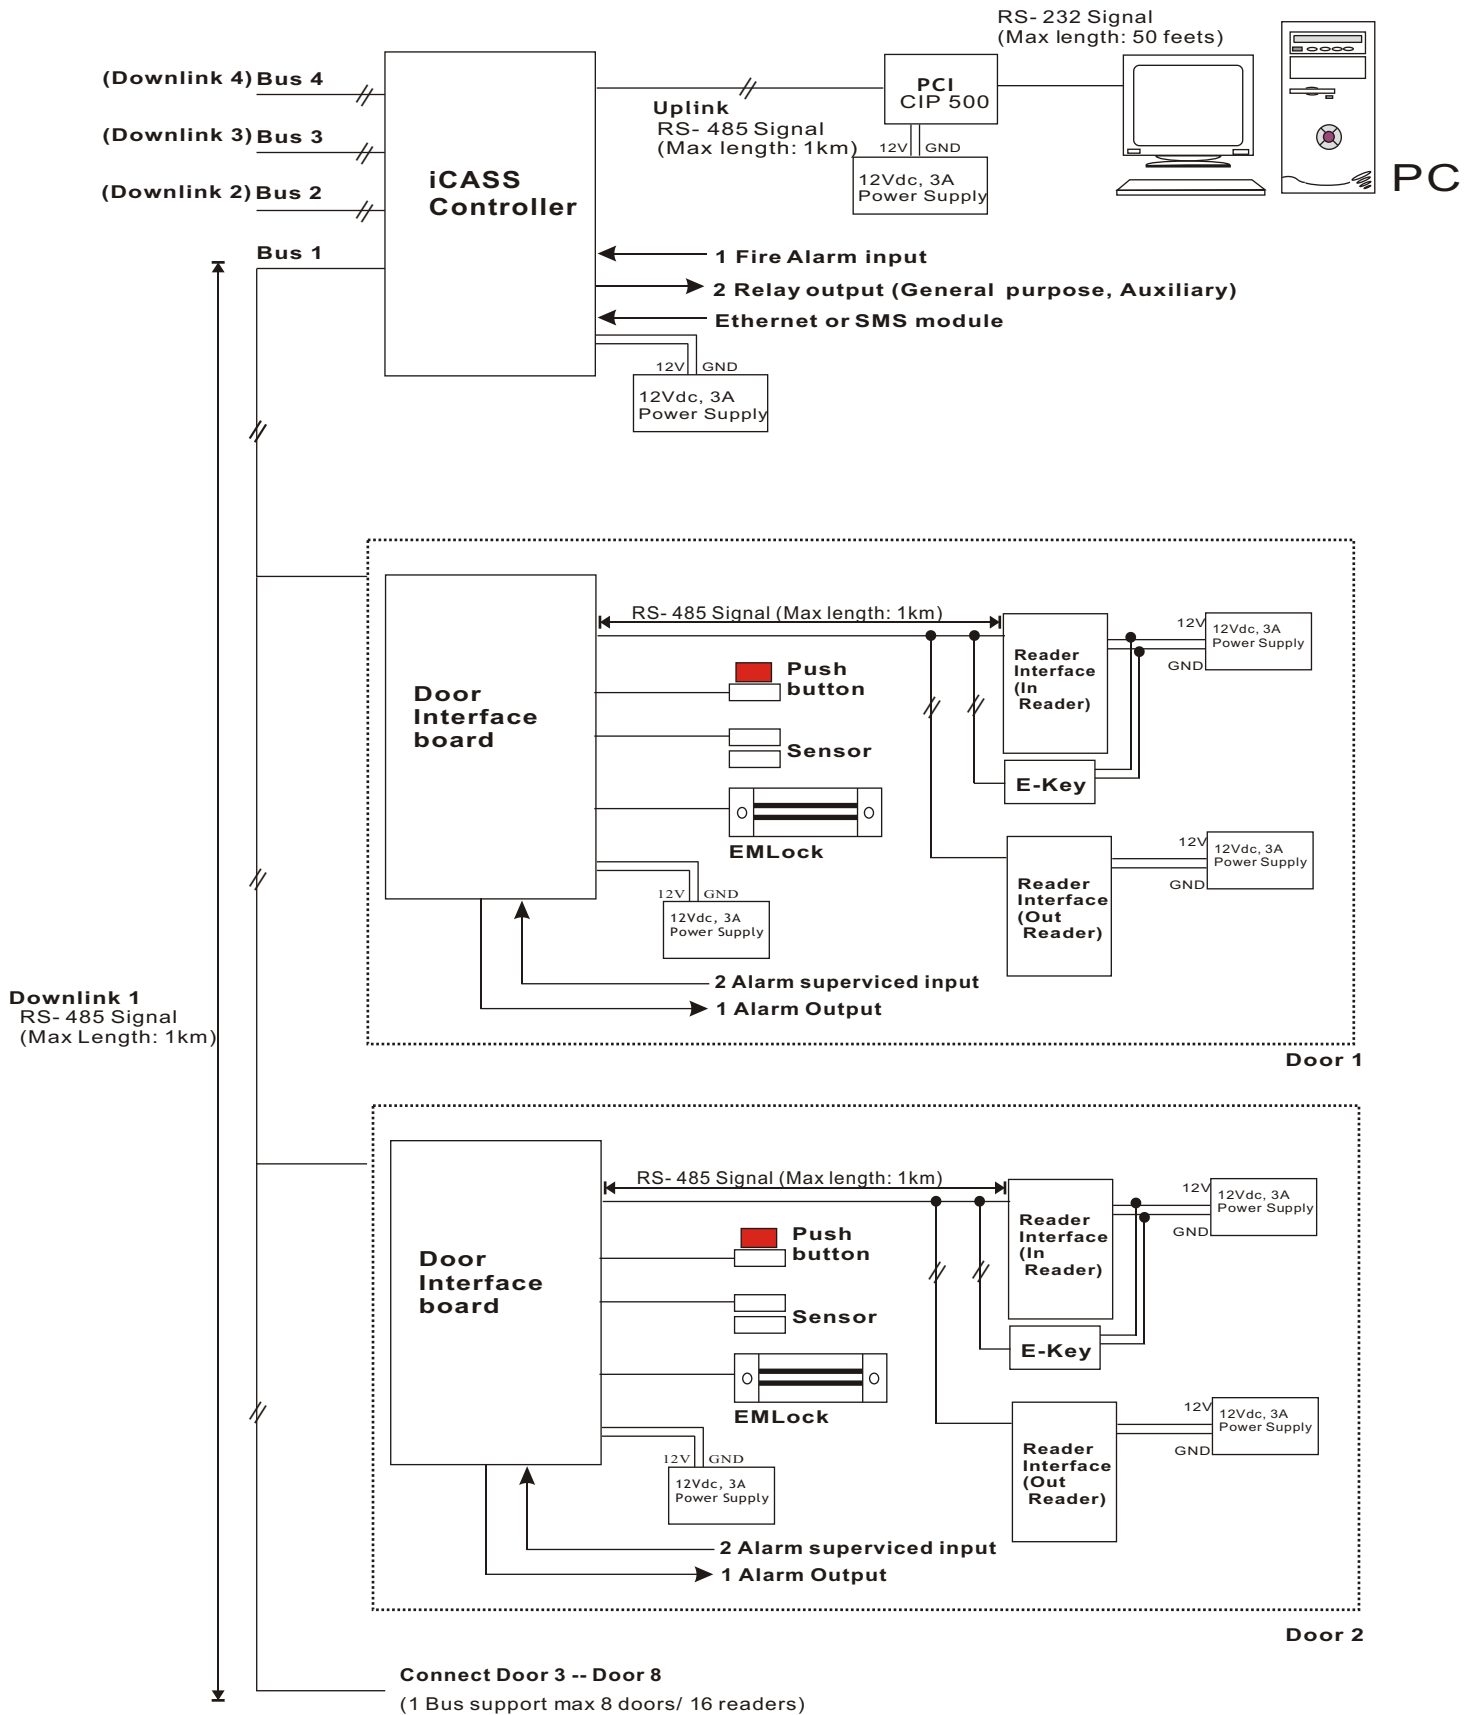 RS- 232 Signal
(Max length: 50 feets)
(Downlink 4) Bus 4
(Downlink 3) Bus 3
(Downlink 2) Bus 2
Bus 1
iCASS
Controller
Uplink
RS- 485 Signal
(Max length: 1km)
PCI
CIP 500
12V GND
12Vdc, 3A
Power Supply
PC
1 Fire Alarm input
2 Relay output (General purpose, Auxiliary)
Ethernet or SMS module
12V GND
12Vdc, 3A
Power Supply
Downlink 1
RS- 485 Signal
(Max Length: 1km)
Door
Interface
board
RS- 485 Signal (Max length: 1km)
Push
button
Sensor
EMLock
12V GND
12Vdc, 3A
Power Supply
2 Alarm superviced input
1 Alarm Output
Reader
Interface
(In
Reader)
12V
GND
12Vdc, 3A
Power Supply
E-Key
Reader
Interface
(Out
Reader)
12V
GND
12Vdc, 3A
Power Supply
Door 1
Door
Interface
board
RS- 485 Signal (Max length: 1km)
Push
button
Sensor
EMLock
12V GND
12Vdc, 3A
Power Supply
2 Alarm superviced input
1 Alarm Output
Reader
Interface
(In
Reader)
12V
GND
12Vdc, 3A
Power Supply
E-Key
Reader
Interface
(Out
Reader)
12V
GND
12Vdc, 3A
Power Supply
Door 2
Connect Door 3 -- Door 8
(1 Bus support max 8 doors/ 16 readers)